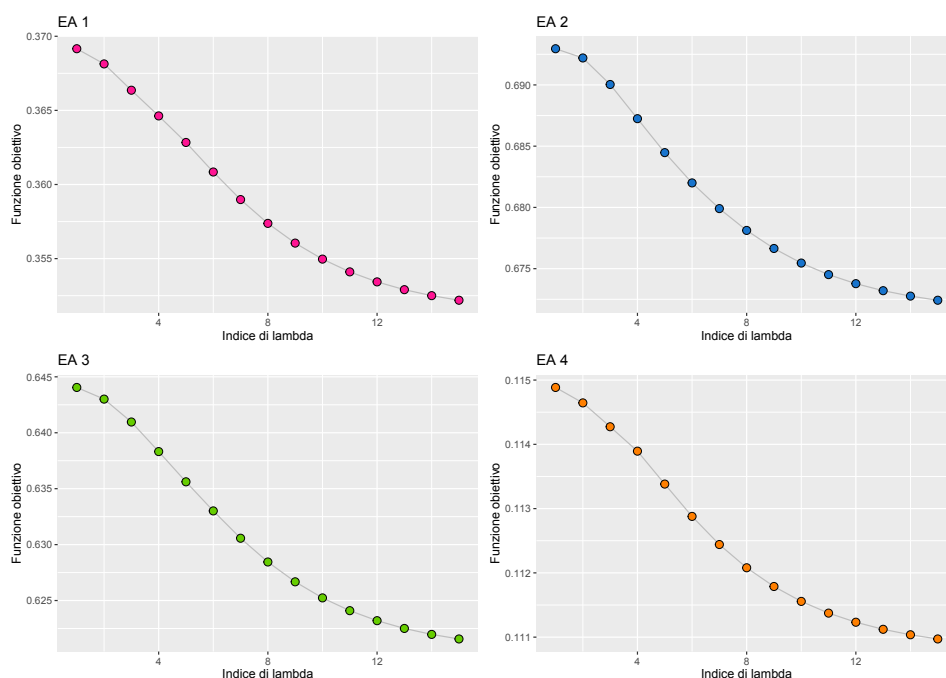 EA 1
0.370
0.365
0.360
0.355
Funzione obiettivo
4
8
12
Indice di lambda
EA 2
0.690
0.685
0.680
0.675
Funzione obiettivo
4
8
12
Indice di lambda
EA 3
0.645
0.640
0.635
0.630
0.625
Funzione obiettivo
4
8
12
Indice di lambda
EA 4
0.115
0.114
0.113
0.112
0.111
Funzione obiettivo
4
8
12
Indice di lambda